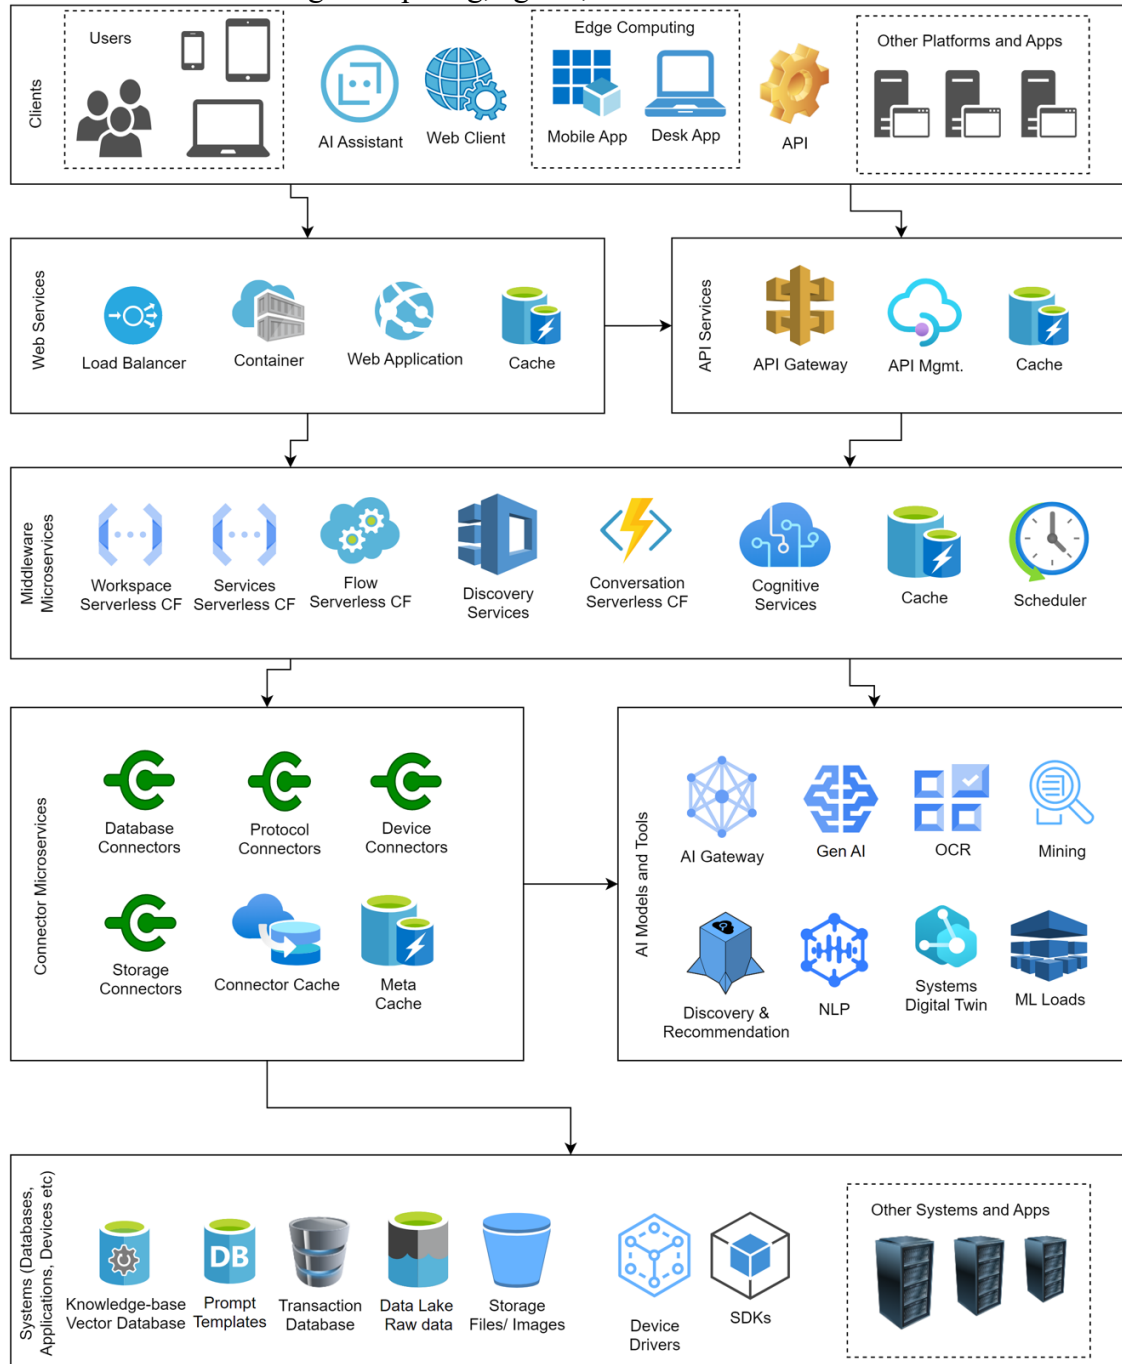 Clients
Users
AI Assistant
Web Client
Edge Computing
Mobile App
Desk App
API
Other Platforms and Apps
Web Services
Load Balancer
Container
Web Application
Cache
API Services
API Gateway
API Mgmt.
Cache
Middleware
Microservices
Workspace
Serverless CF
Services
Serverless CF
Flow
Serverless CF
Discovery
Services
Conversation
Serverless CF
Cognitive
Services
Cache
Scheduler
Connector Microservices
Database
Connectors
Protocol
Connectors
Device
Connectors
Storage
Connectors
Connector Cache
Meta
Cache
AI Models and Tools
AI Gateway
Gen AI
OCR
Mining
Discovery &
Recommendation
NLP
Systems
Digital Twin
ML Loads
Systems (Databases,
Applications, Devices etc)
Knowledge-base
Vector Database
DB
Prompt
Templates
Transaction
Database
Data Lake
Raw data
Storage
Files/ Images
Device
Drivers
SDKs
Other Systems and Apps